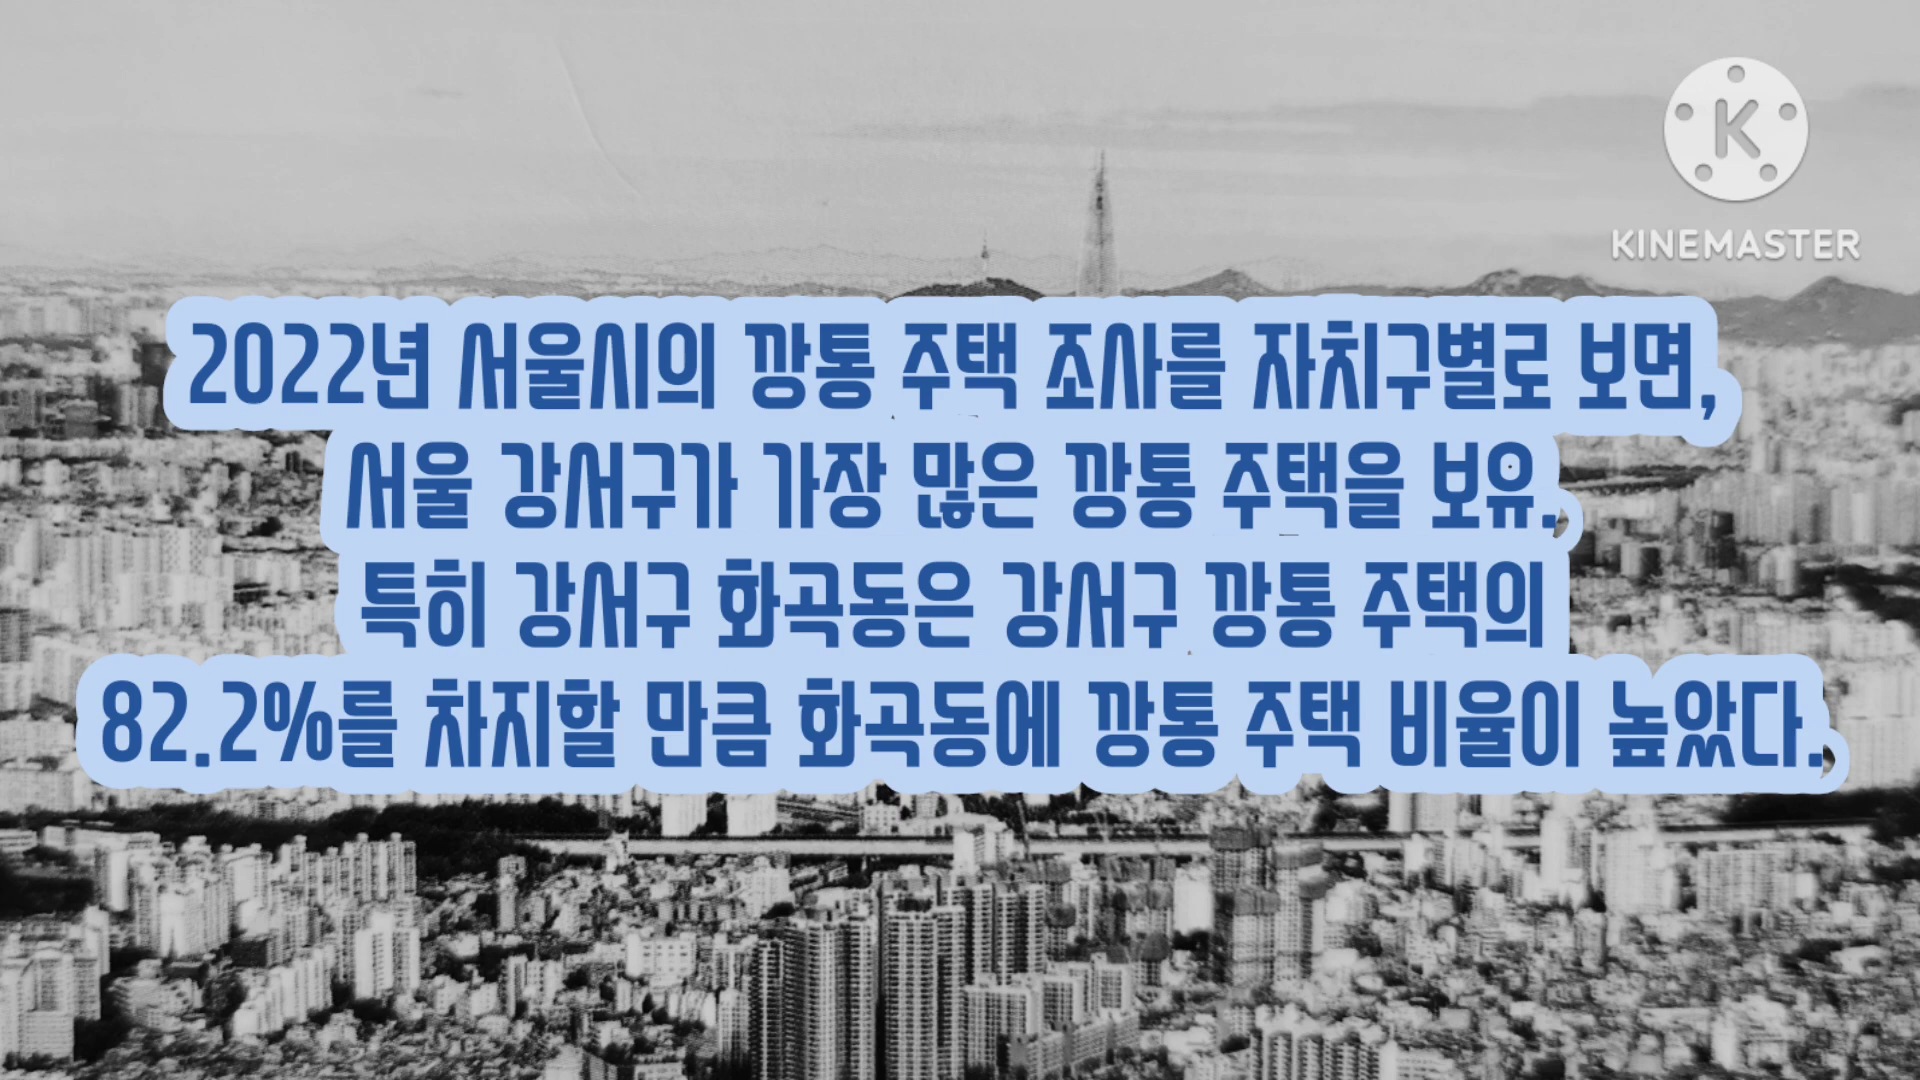 K
KINEMASTER
2022년 서울시의 깡통 주택 조사를 자치구별로 보면,
서울 강서구가 가장 많은 깡통 주택을 보유.
특히 강서구 화곡동은 강서구 깡통 주택의
82.2%를 차지할 만큼 화곡동에 깡통 주택 비율이 높았다.